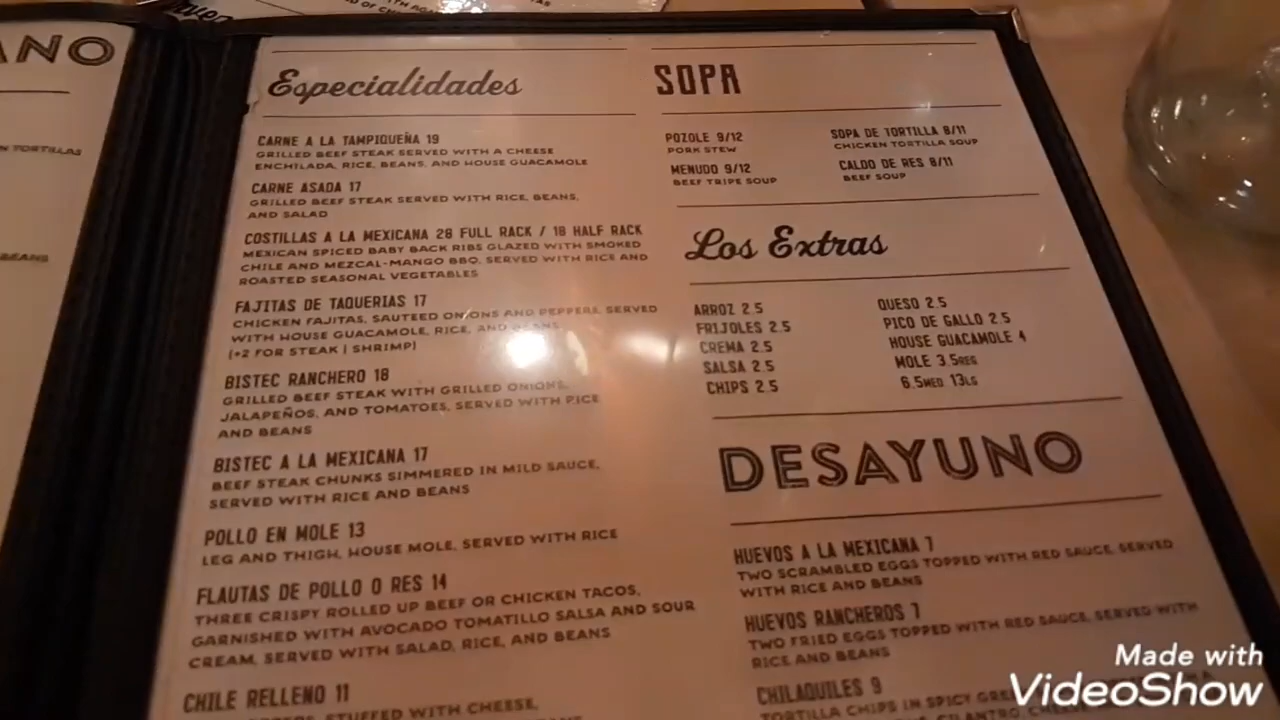 ANO
N TORTILLAS
BEANS
Especialidades
CARNE A LA TAMPIQUEÑA 19
GRILLED BEEF STEAK SERVED WITH A CHEESE
ENCHILADA, RICE, BEANS, AND HOUSE GUACAMOLE
CARNE ASADA 17
GRILLED BEEF STEAK SERVED WITH RICE, BEANS,
AND SALAD
COSTILLAS A LA MEXICANA 28 FULL RACK / 18 HALF RACK
MEXICAN SPICED BABY BACK RIBS GLAZED WITH SMOKED
CHILE AND MEZCAL-MANGO BBQ. SERVED WITH RICE AND
ROASTED SEASONAL VEGETABLES
FAJITAS DE TAQUERIAS 17
CHICKEN FAJITAS, SAUTEED ONIONS AND PEPPERS, SERVED
WITH HOUSE GUACAMOLE, RICE, AND BEANS
(+2 FOR STEAK | SHRIMP)
BISTEC RANCHERO 18
GRILLED BEEF STEAK WITH GRILLED ONIONS,
JALAPEÑOS, AND TOMATOES, SERVED WITH RICE
AND BEANS
BISTEC A LA MEXICANA 17
BEEF STEAK CHUNKS SIMMERED IN MILD SAUCE,
SERVED WITH RICE AND BEANS
POLLO EN MOLE 13
LEG AND THIGH, HOUSE MOLE, SERVED WITH RICE
FLAUTAS DE POLLO O RES 14
THREE CRISPY ROLLED UP BEEF OR CHICKEN TACOS,
GARNISHED WITH AVOCADO TOMATILLO SALSA AND SOUR
CREAM, SERVED WITH SALAD, RICE, AND BEANS
CHILE RELLENO 11
STUFFED WITH CHEESE,
SOPA
POZOLE 9/12
PORK STEW
MENUDO 9/12
BEEF TRIPE SOUP
SOPA DE TORTILLA 8/11
CHICKEN TORTILLA SOUP
CALDO DE RES 8/11
BEEF SOUP
Los Extras
ARROZ 2.5
FRIJOLES 2.5
CREMA 2.5
SALSA 2.5
CHIPS 2.5
QUESO 2.5
PICO DE GALLO 2.5
HOUSE GUACAMOLE 4
MOLE 3.5REG
6.5MED 13LG
DESAYUNO
HUEVOS A LA MEXICANA 7
TWO SCRAMBLED EGGS TOPPED WITH RED SAUCE, SERVED
WITH RICE AND BEANS
HUEVOS RANCHEROS 7
TWO FRIED EGGS TOPPED WITH RED SAUCE, SERVED WITH
RICE AND BEANS
CHILAQUILES 9
TORTILLA CHIPS IN SPICY
CILANTRO,
Made with
VideoShow